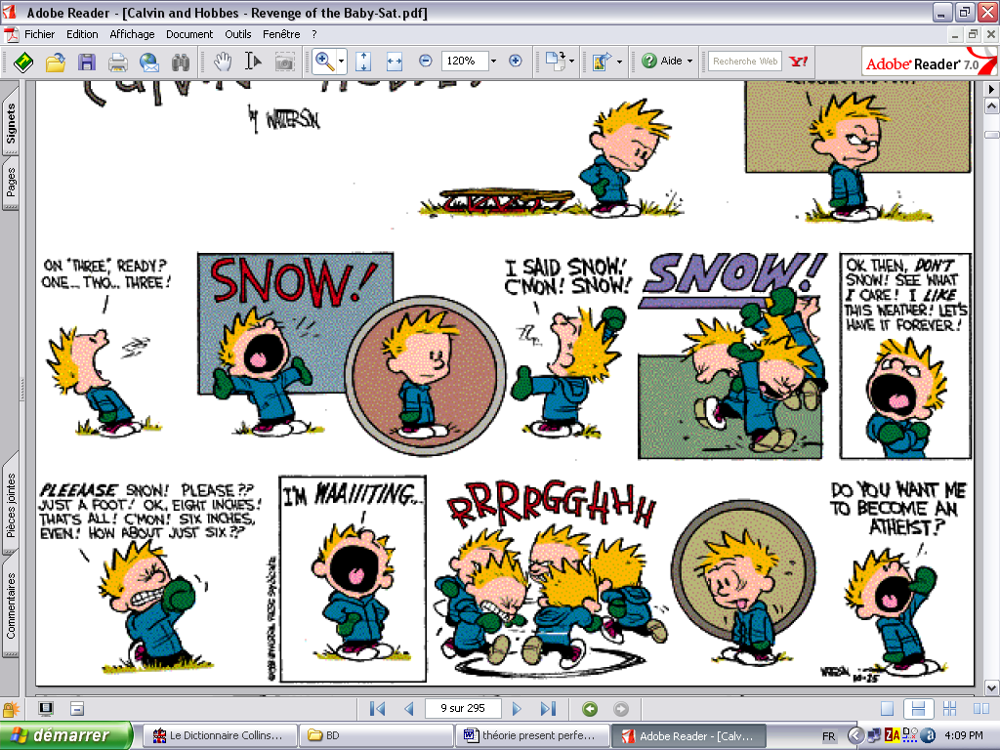 Adobe Reader - [Calvin and Hobbes - Revenge of the Baby-Sat.pdf]
Fichier Edition Affichage Document Outils Fenêtre ?
120% Aide Recherche Web Y! Adobe® Reader 7.0
Signets
Pages
Pièces jointes
Commentaires
by WATTERSON
ON "THREE," READY?
ONE... TWO... THREE!
SNOW!
I SAID SNOW!
C'MON! SNOW!
SNOW!
OK THEN, DON'T
SNOW! SEE WHAT
I CARE! I LIKE
THIS WEATHER! LET'S
HAVE IT FOREVER!
PLEEAASE SNOW! PLEASE??
JUST A FOOT! OK, EIGHT INCHES!
THAT'S ALL! C'MON! SIX INCHES,
EVEN! HOW ABOUT JUST SIX??
I'M WAAIIITING...
RRRRGGHHH
DO YOU WANT ME
TO BECOME AN
ATHEIST?
WATTERSON
10-25
9 sur 295
démarrer
Le Dictionnaire Collins...
BD
théorie present perfe...
Adobe Reader - [Calv...
FR
4:09 PM